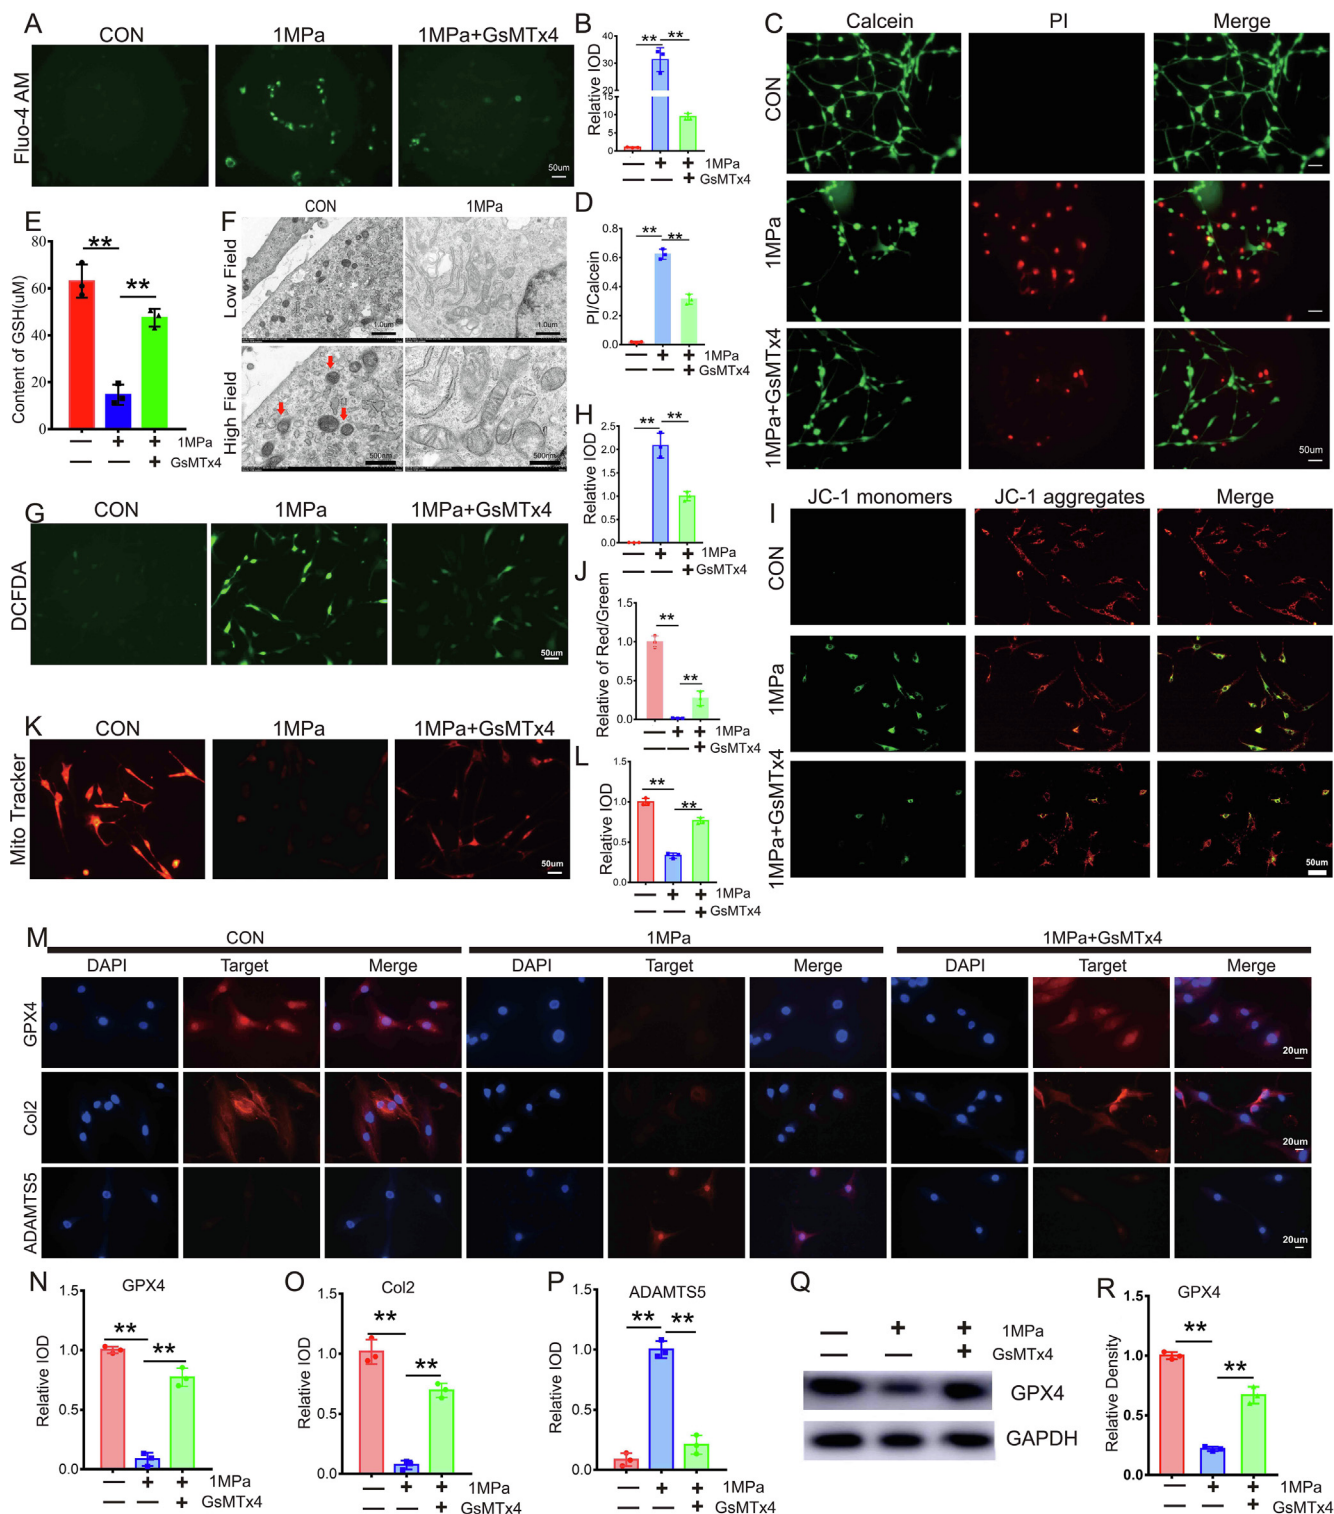 A
CON
1MPa
1MPa+GsMTx4
Fluo-4 AM
50um
B
Relative IOD
40
30
20
15
10
5
0
**
**
1MPa
GsMTx4
C
Calcein
PI
Merge
CON
1MPa
1MPa+GsMTx4
50um
D
PI/Calcein
0.8
0.6
0.4
0.2
0.0
**
**
1MPa
GsMTx4
E
Content of GSH(uM)
80
60
40
20
0
**
**
1MPa
GsMTx4
F
CON
1MPa
Low Field
1.0um
1.0um
High Field
500nm
500nm
G
CON
1MPa
1MPa+GsMTx4
DCFDA
50um
H
Relative IOD
2.5
2.0
1.5
1.0
0.5
0.0
**
**
1MPa
GsMTx4
I
JC-1 monomers
JC-1 aggregates
Merge
CON
1MPa
1MPa+GsMTx4
50um
J
Relative of Red/Green
1.5
1.0
0.5
0.0
**
**
1MPa
GsMTx4
K
CON
1MPa
1MPa+GsMTx4
Mito Tracker
50um
L
Relative IOD
1.5
1.0
0.5
0.0
**
**
1MPa
GsMTx4
M
CON
1MPa
1MPa+GsMTx4
DAPI
Target
Merge
DAPI
Target
Merge
DAPI
Target
Merge
GPX4
20um
Col2
20um
ADAMTS5
20um
N
GPX4
Relative IOD
1.5
1.0
0.5
0.0
**
**
1MPa
GsMTx4
O
Col2
Relative IOD
1.5
1.0
0.5
0.0
**
**
1MPa
GsMTx4
P
ADAMTS5
Relative IOD
1.5
1.0
0.5
0.0
**
**
1MPa
GsMTx4
Q
1MPa
GsMTx4
GPX4
GAPDH
R
GPX4
Relative Density
1.5
1.0
0.5
0.0
**
**
1MPa
GsMTx4